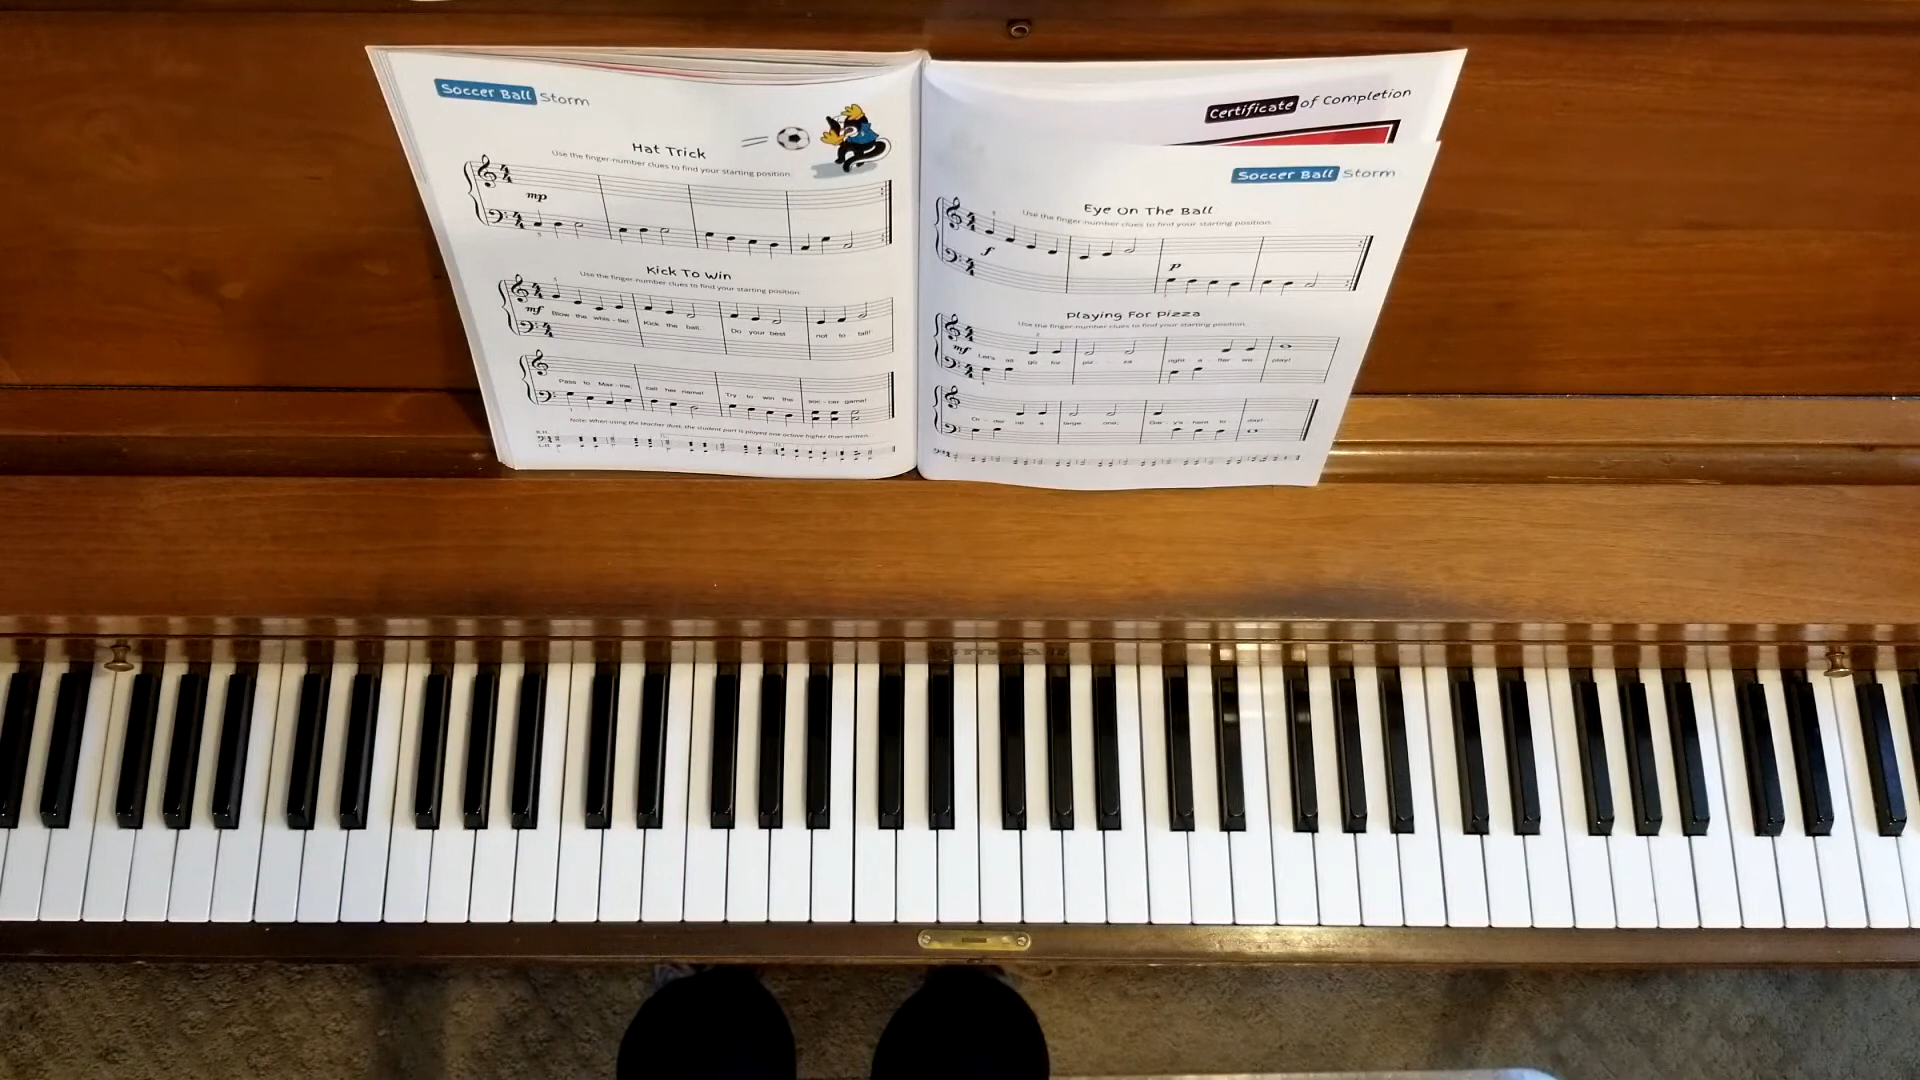 Soccer Ball Storm
Hat Trick
Use the finger-number clues to find your starting position.
mp
Kick To Win
Use the finger-number clues to find your starting position.
mf
Blow the whis - tle! Kick the ball. Do your best not to fall!
Pass to Max - ine, call her name! Try to win the soc - cer game!
Note: When using the teacher duet, the student part is played one octave higher than written.
R.H.
L.H.
Certificate of Completion
Soccer Ball Storm
Eye On The Ball
Use the finger-number clues to find your starting position.
f
p
Playing For Pizza
Use the finger-number clues to find your starting position.
mf
Let's all go for piz - za right a - fter we play!
Or - der up a large one; Gar - y's here to